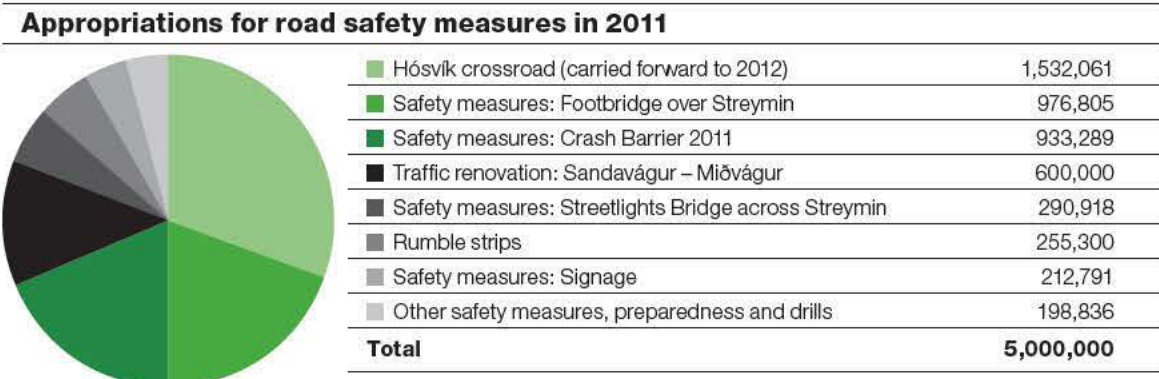 Appropriations for road safety measures in 2011
Hósvík crossroad (carried forward to 2012) 1,532,061
Safety measures: Footbridge over Streymin 976,805
Safety measures: Crash Barrier 2011 933,289
Traffic renovation: Sandavágur – Miðvágur 600,000
Safety measures: Streetlights Bridge across Streymin 290,918
Rumble strips 255,300
Safety measures: Signage 212,791
Other safety measures, preparedness and drills 198,836
Total 5,000,000